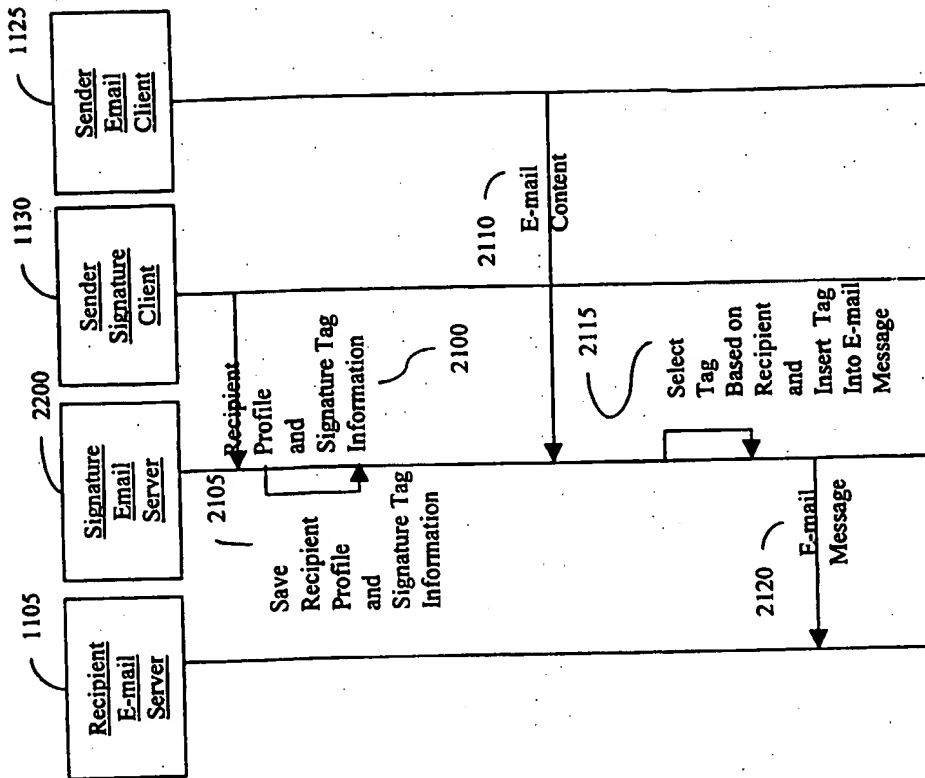 1105
2200
1130
1125
Recipient
E-mail
Server
Signature
Email
Server
Sender
Signature
Client
Sender
Email
Client
Recipient
Profile
and
Signature Tag
Information
2100
2105
Save
Recipient
Profile
and
Signature Tag
Information
2110
E-mail
Content
2115
Select
Tag
Based on
Recipient
and
Insert Tag
Into E-mail
Message
2120
E-mail
Message